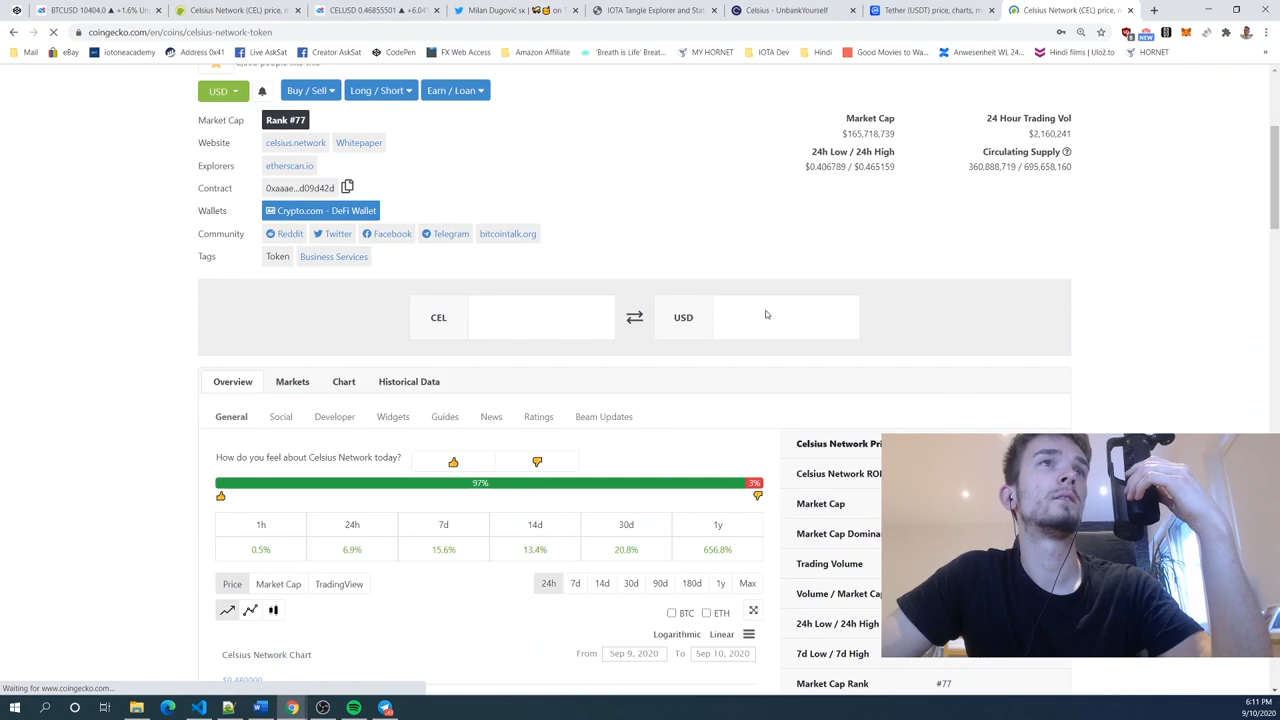 BTCUSD 10404.0 ▲ +1.6% Un
Celsius Network (CEL) price, m
CELUSD 0.46855501 ▲ +6.04
Milan Dugović sk
IOTA Tangle Explorer and Stat
Celsius - UnbankYourself
Tether (USDT) price, charts, m
Celsius Network (CEL) price, m
coingecko.com/en/coins/celsius-network-token
Mail
eBay
iotoneacademy
Address 0x41
Live AskSat
Creator AskSat
CodePen
FX Web Access
Amazon Affiliate
'Breath is Life' Breat...
MY HORNET
IOTA Dev
Hindi
Good Movies to Wa...
Anwesenheit WL 24...
Hindi films | Ulož.to
HORNET
»
USD
Buy / Sell
Long / Short
Earn / Loan
Market Cap Rank #77
Website celsius.network Whitepaper
Explorers etherscan.io
Contract 0xaaae...d09d42d
Wallets Crypto.com - DeFi Wallet
Community Reddit Twitter Facebook Telegram bitcointalk.org
Tags Token Business Services
Market Cap
$165,718,739
24 Hour Trading Vol
$2,160,241
24h Low / 24h High
$0.406789 / $0.465159
Circulating Supply
360,888,719 / 695,658,160
CEL
USD
Overview Markets Chart Historical Data
General Social Developer Widgets Guides News Ratings Beam Updates
How do you feel about Celsius Network today?
97% 3%
1h 24h 7d 14d 30d 1y
0.5% 6.9% 15.6% 13.4% 20.8% 656.8%
Price Market Cap TradingView
24h 7d 14d 30d 90d 180d 1y Max
BTC ETH
Logarithmic Linear
Celsius Network Chart
From Sep 9, 2020 To Sep 10, 2020
$0.480000
Celsius Network Pri
Celsius Network RO
Market Cap
Market Cap Domina
Trading Volume
Volume / Market Cap
24h Low / 24h High
7d Low / 7d High
Market Cap Rank #77
Waiting for www.coingecko.com...
6:11 PM
9/10/2020